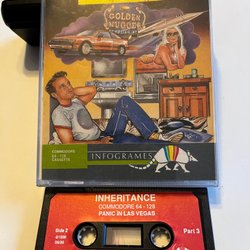 GOLDEN
NUGGET
COMMODORE
64 - 128
CASSETTE
INFOGRAMES
INHERITANCE
COMMODORE 64 - 128
PANIC IN LAS VEGAS
Side 2
Part 3